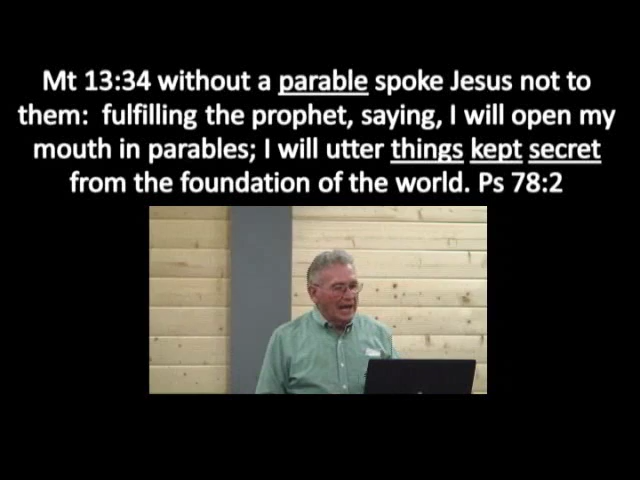 Mt 13:34 without a parable spoke Jesus not to
them:  fulfilling the prophet, saying, I will open my
mouth in parables; I will utter things kept secret
from the foundation of the world. Ps 78:2